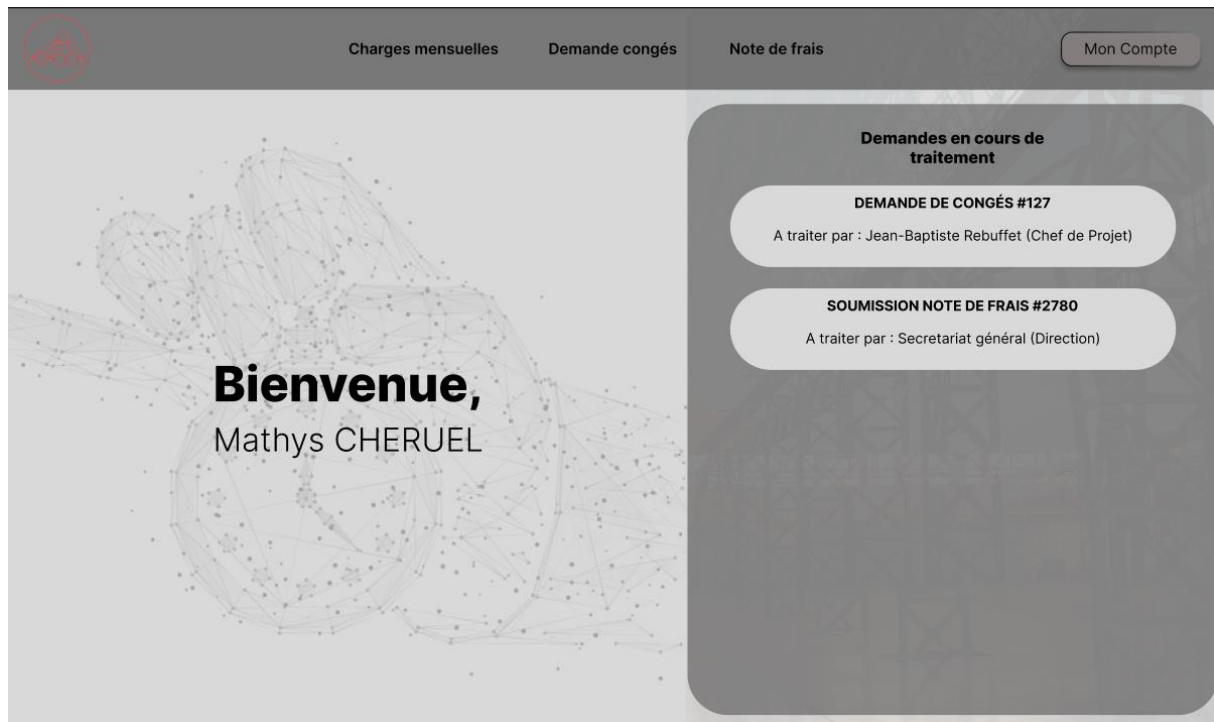 Charges mensuelles
Demande congés
Note de frais
Mon Compte
Bienvenue,
Mathys CHERUEL
Demandes en cours de
traitement
DEMANDE DE CONGÉS #127
A traiter par : Jean-Baptiste Rebuffet (Chef de Projet)
SOUMISSION NOTE DE FRAIS #2780
A traiter par : Secretariat général (Direction)